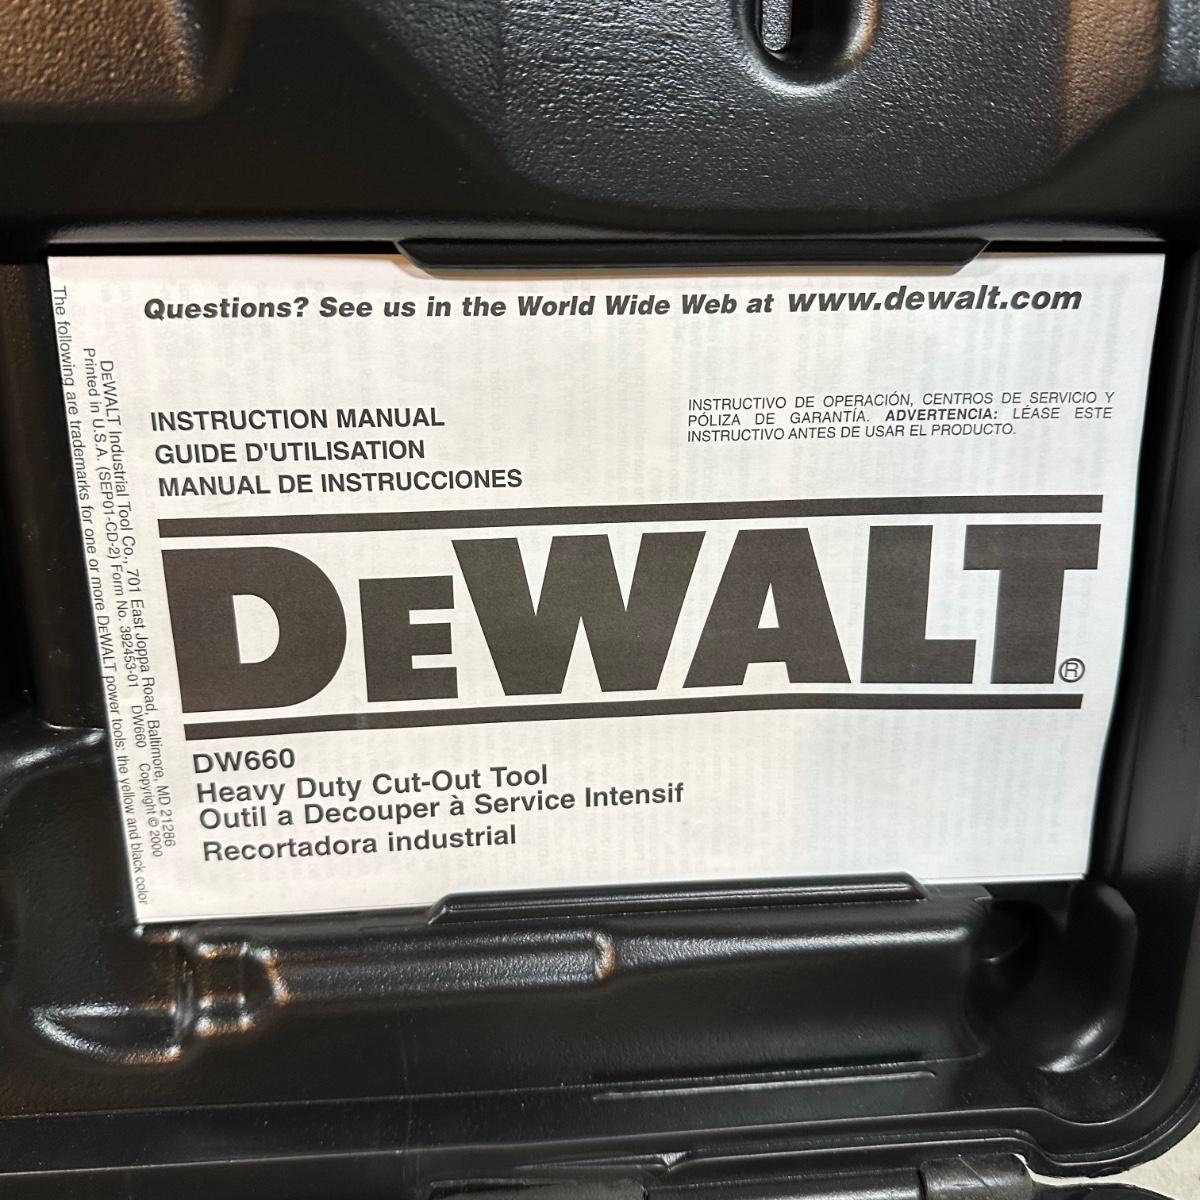 Questions? See us in the World Wide Web at www.dewalt.com
INSTRUCTION MANUAL
GUIDE D'UTILISATION
MANUAL DE INSTRUCCIONES
INSTRUCTIVO DE OPERACIÓN, CENTROS DE SERVICIO Y
PÓLIZA DE GARANTÍA. ADVERTENCIA: LÉASE ESTE
INSTRUCTIVO ANTES DE USAR EL PRODUCTO.
DEWALT®
DW660
Heavy Duty Cut-Out Tool
Outil a Decouper à Service Intensif
Recortadora industrial
DEWALT Industrial Tool Co., 701 East Joppa Road, Baltimore, MD 21286
Printed in U.S.A. (SEP01-CD-2) Form No. 392453-01 DW660 Copyright © 2000
The following are trademarks for one or more DEWALT power tools: the yellow and black color